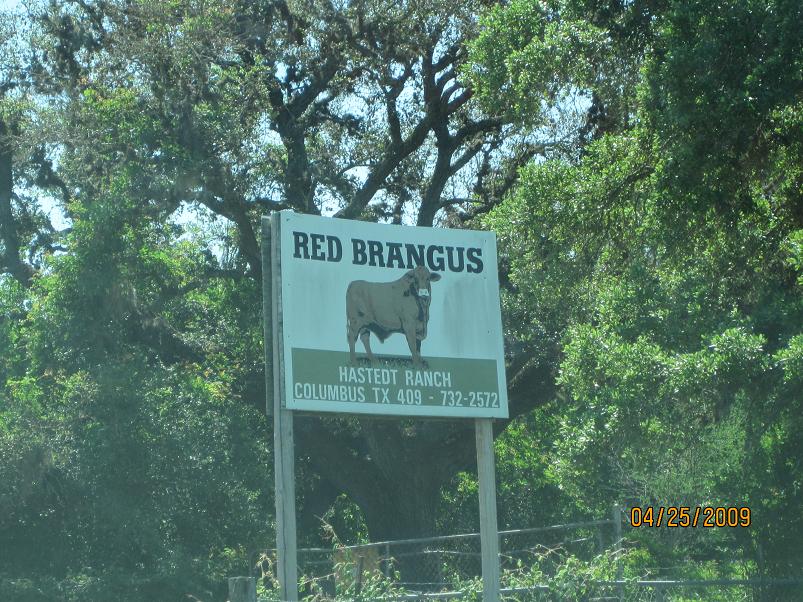 RED BRANGUS
HASTEDT RANCH
COLUMBUS TX 409 - 732-2572
04/25/2009